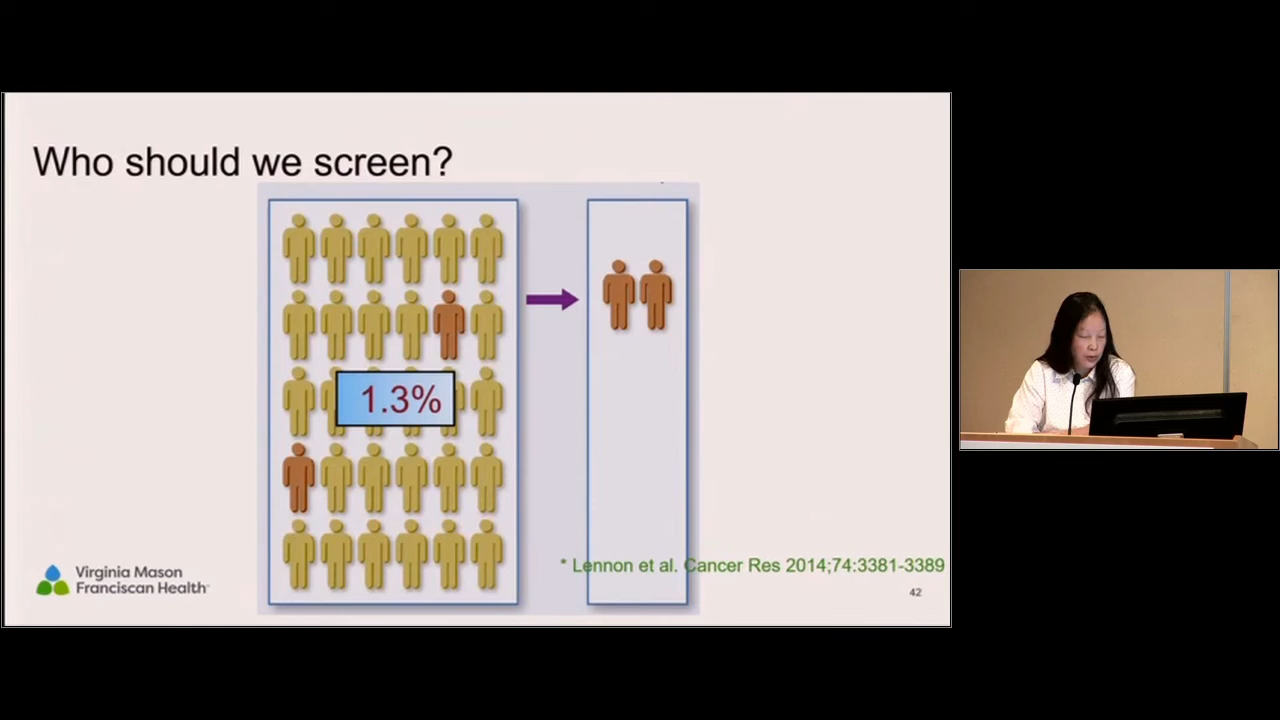 Who should we screen?
1.3%
* Lennon et al. Cancer Res 2014;74:3381-3389
Virginia Mason
Franciscan Health
42